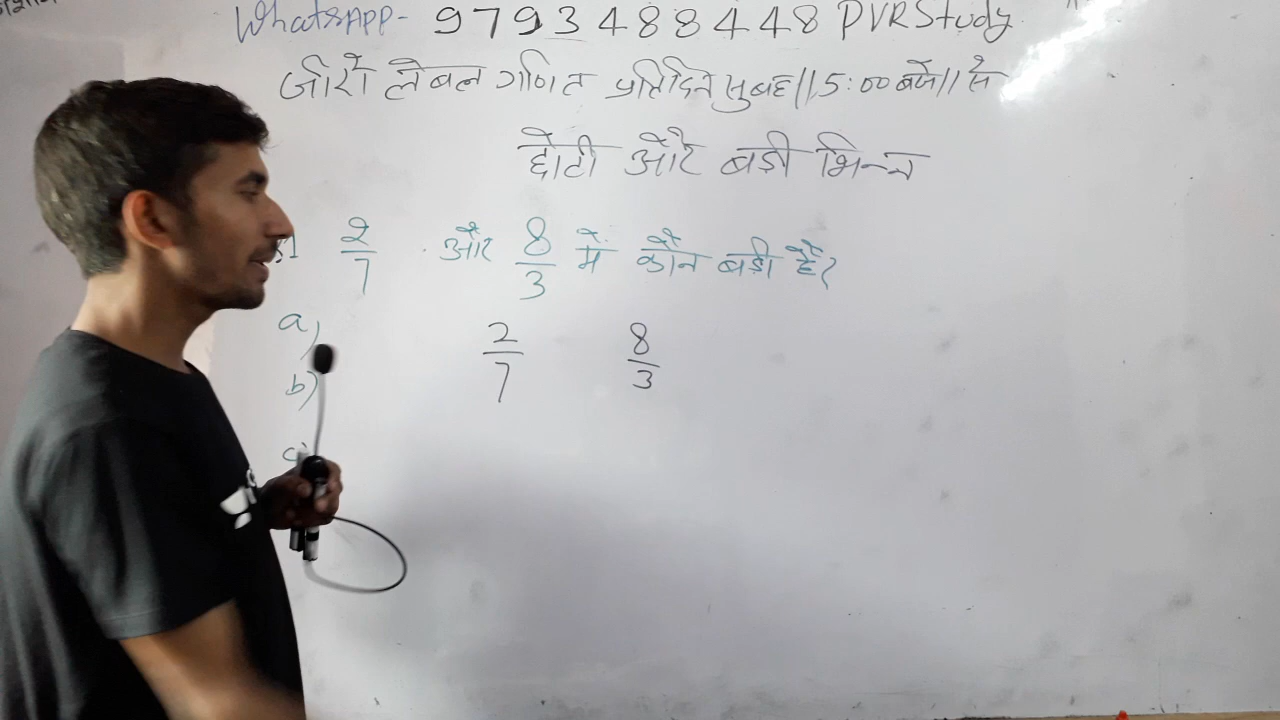 WhatsApp- 9793488448 PVRStudy
जीरो लेबल गणित प्रतिदिन सुबह||5:00 बजे|| से
छोटी और बड़ी भिन्न
2/7 और 8/3 में कौन बड़ी है?
a)
2/7 8/3
b)
c)